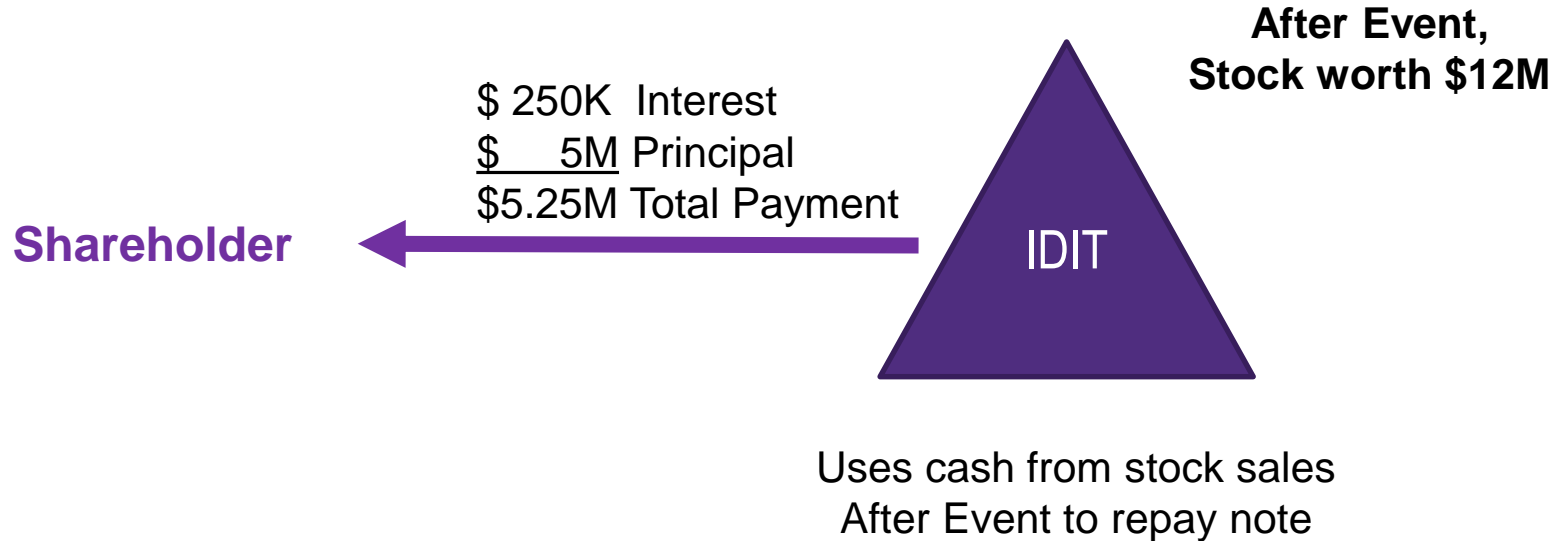 After Event,
Stock worth $12M
$ 250K  Interest
$     5M Principal
$5.25M Total Payment
Shareholder
IDIT
Uses cash from stock sales
After Event to repay note